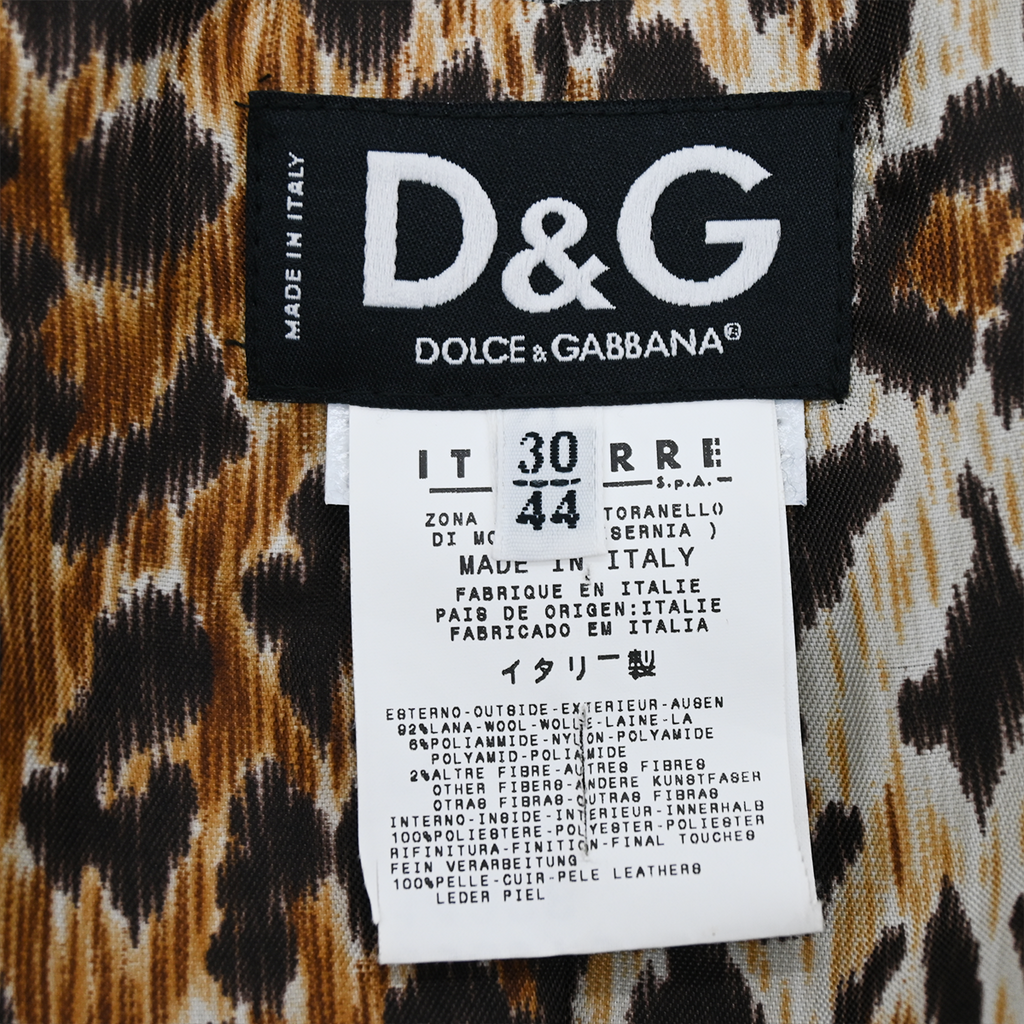 MADE IN ITALY
D&G
DOLCE & GABBANA®
IT RRE
S.p.A.
30
44
ZONA TORANELLO
DI SERNIA )
MADE IN ITALY
FABRIQUE EN ITALIE
PAIS DE ORIGEN:ITALIE
FABRICADO EM ITALIA
イタリー製
ESTERNO-OUTSIDE-EXTERIEUR-AUSEN
92%LANA-WOOL-WOLLE-LAINE-LA
6%POLIAMMIDE-NYLON-POLYAMIDE
POLYAMID-POLIAMIDE
2%ALTRE FIBRE-AUTRES FIBRES
OTHER FIBERS-ANDERE KUNSTFASER
OTRAS FIBRAS-OUTRAS FIBRAS
INTERNO-INSIDE-INTERIEUR-INNERHALB
100%POLIESTERE-POLYESTER-POLIESTER
RIFINITURA-FINITION-FINAL TOUCHES
FEIN VERARBEITUNG
100%PELLE-CUIR-PELE LEATHERS
LEDER PIEL